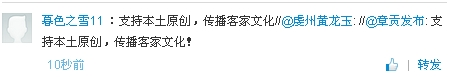 暮色之雪11 ：支持本土原创，传播客家文化//@虔州黄龙玉: //@章贡发布: 支
持本土原创，传播客家文化！
10秒前 | 转发